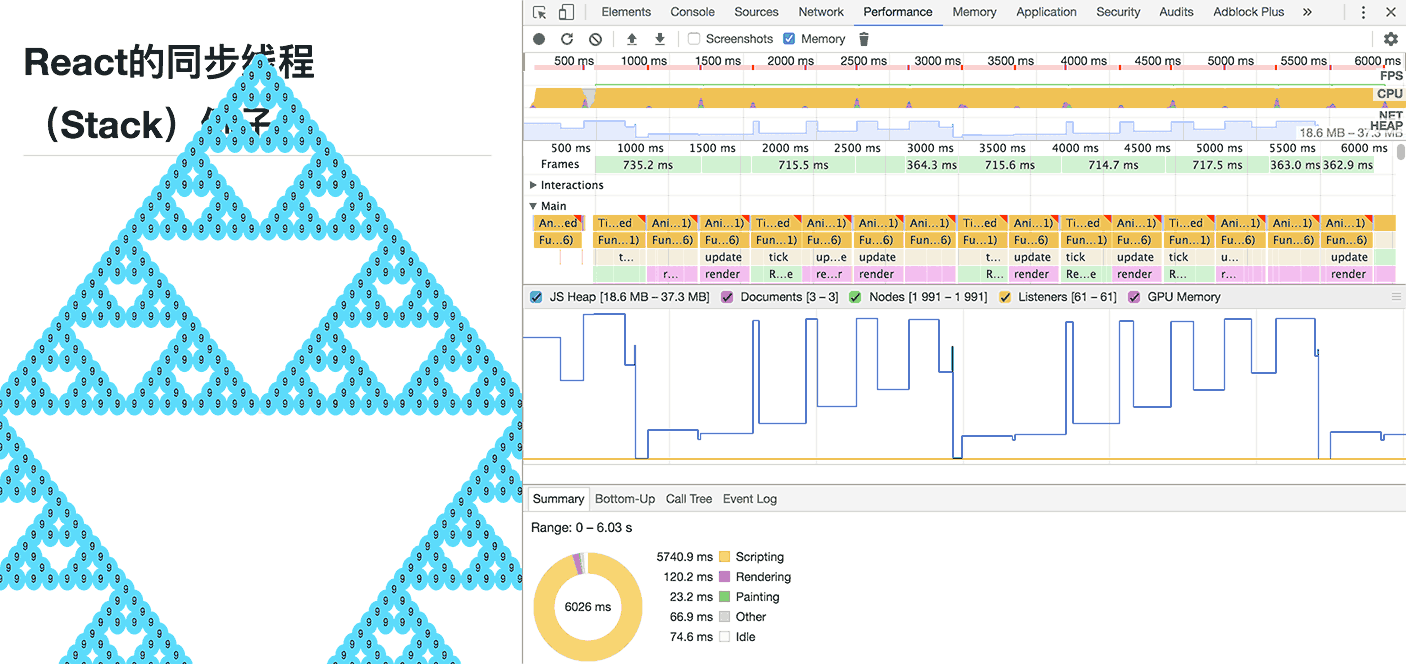 React的同步线程
（Stack）
Elements Console Sources Network Performance Memory Application Security Audits Adblock Plus »
Screenshots Memory
500 ms 1000 ms 1500 ms 2000 ms 2500 ms 3000 ms 3500 ms 4000 ms 4500 ms 5000 ms 5500 ms 6000 ms
FPS
CPU
NET
HEAP
18.6 MB – 37.3 MB
500 ms 1000 ms 1500 ms 2000 ms 2500 ms 3000 ms 3500 ms 4000 ms 4500 ms 5000 ms 5500 ms 6000 ms
Frames 735.2 ms 715.5 ms 364.3 ms 715.6 ms 714.7 ms 717.5 ms 363.0 ms 362.9 ms
Interactions
Main
An…ed Ti…ed Ani…1) Ani…1) Ti…ed Ani…1) Ani…1) Ani…1) Ti…ed Ani…1) Ti…ed Ani…1) Ti…ed Ani…1) Ani…1) Ani…1)
Fu…6) Fun…1) Fun…6) Fu…6) Fun…1) Fu…6) Fun…6) Fun…6) Fu…1) Fun…6) Fun…1) Fun…6) Fun…1) Fu…6) Fun…6) Fun…6)
t… update tick up…e update t… update tick update tick u… update
r… render R…e re…r render R… render Re…e render R… r… render
JS Heap [18.6 MB – 37.3 MB] Documents [3 – 3] Nodes [1 991 – 1 991] Listeners [61 – 61] GPU Memory
Summary Bottom-Up Call Tree Event Log
Range: 0 – 6.03 s
5740.9 ms Scripting
120.2 ms Rendering
23.2 ms Painting
66.9 ms Other
74.6 ms Idle
6026 ms